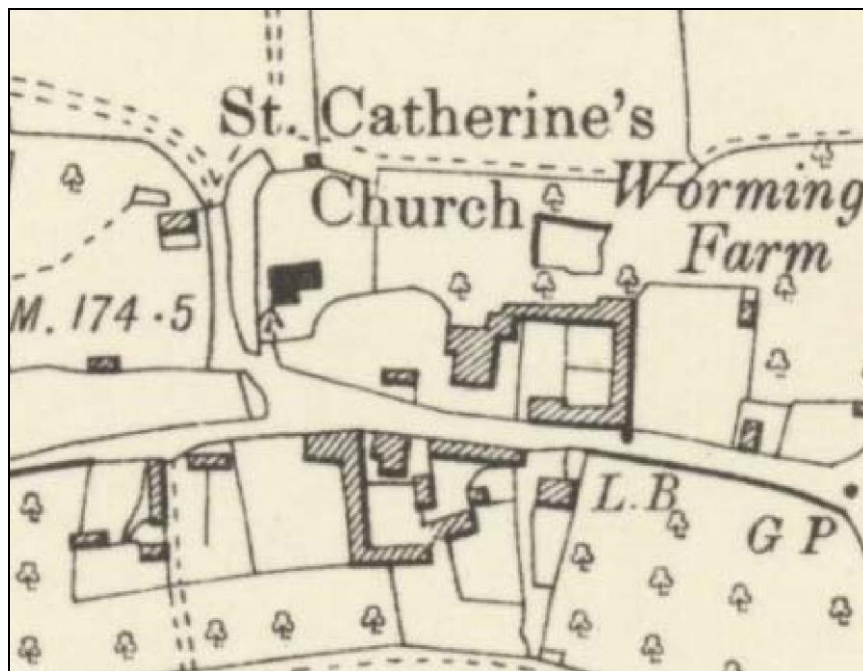 St. Catherine's
Church
Worming
Farm
M. 174·5
L.B
G P